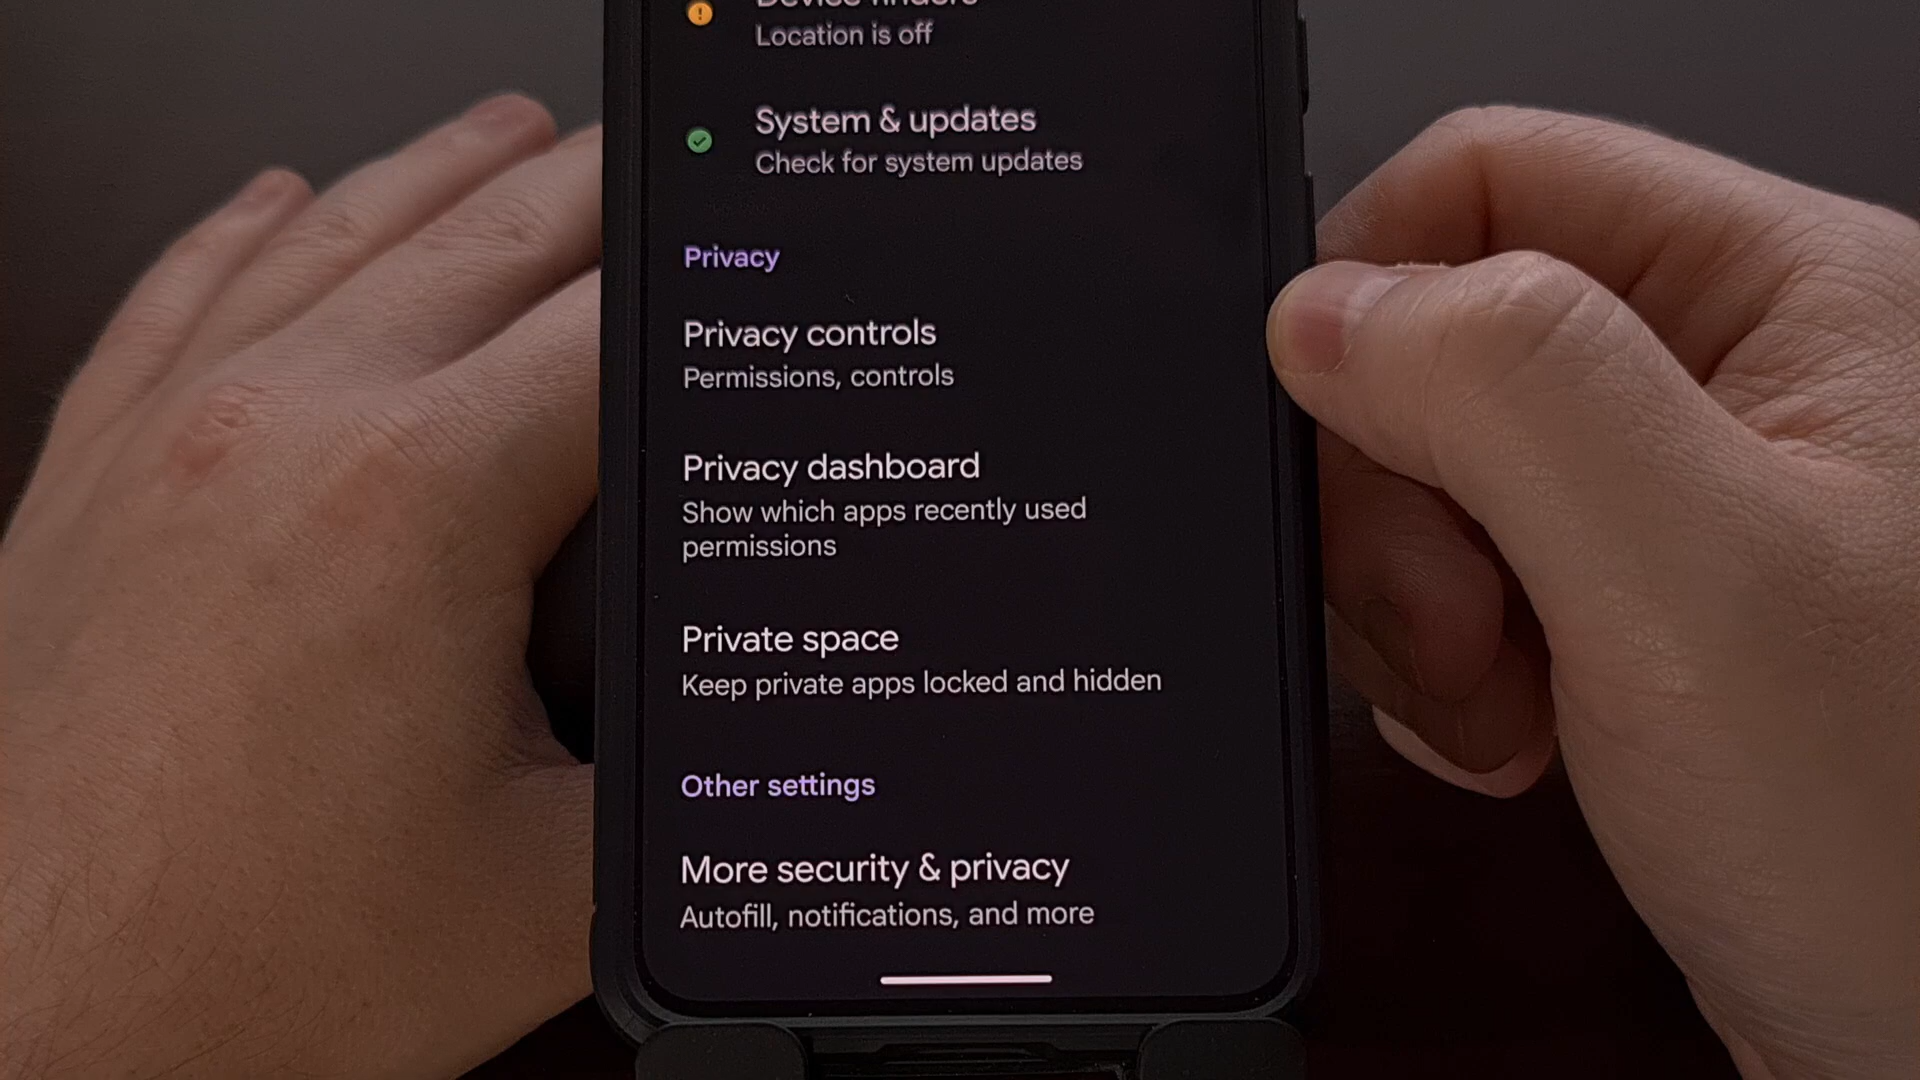 Device finders
Location is off
System & updates
Check for system updates
Privacy
Privacy controls
Permissions, controls
Privacy dashboard
Show which apps recently used
permissions
Private space
Keep private apps locked and hidden
Other settings
More security & privacy
Autofill, notifications, and more